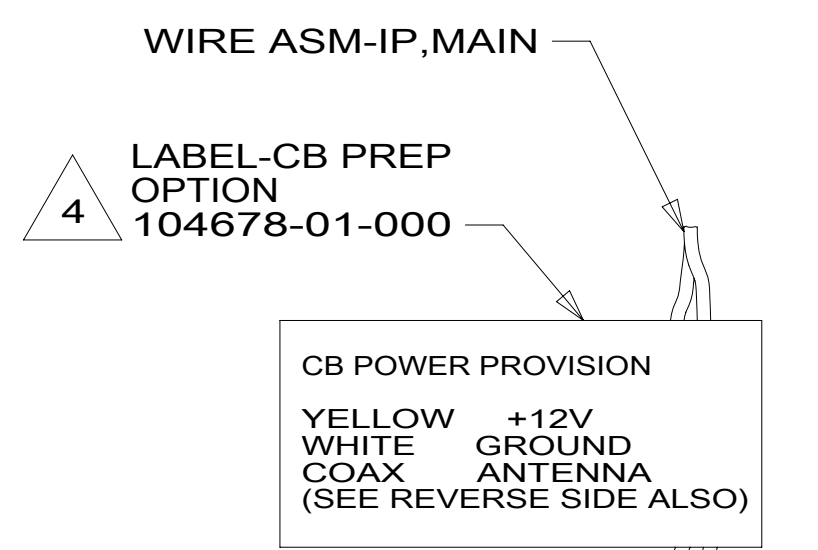 WIRE ASM-IP,MAIN
4
LABEL-CB PREP
OPTION
104678-01-000
CB POWER PROVISION
YELLOW +12V
WHITE GROUND
COAX ANTENNA
(SEE REVERSE SIDE ALSO)